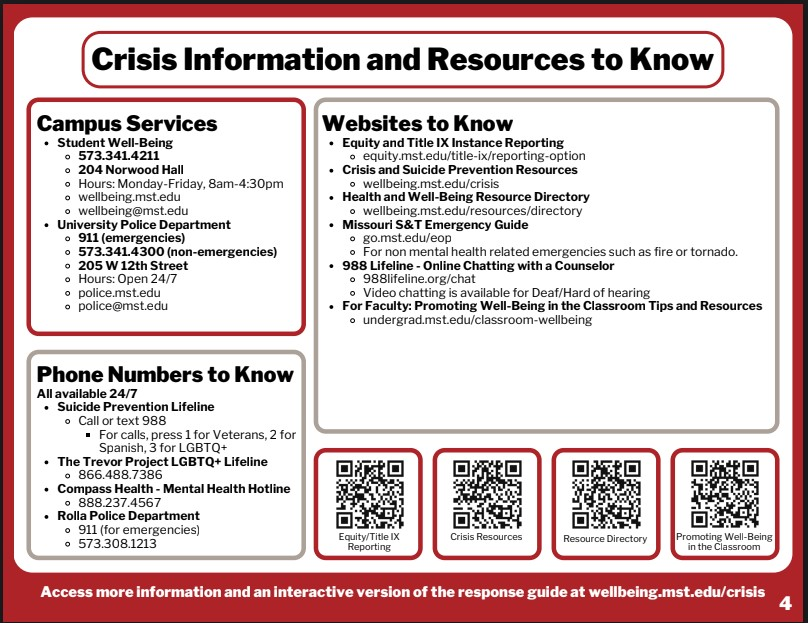 Crisis Information and Resources to Know
Campus Services
• Student Well-Being
◦ 573.341.4211
◦ 204 Norwood Hall
◦ Hours: Monday-Friday, 8am-4:30pm
◦ wellbeing.mst.edu
◦ wellbeing@mst.edu
• University Police Department
◦ 911 (emergencies)
◦ 573.341.4300 (non-emergencies)
◦ 205 W 12th Street
◦ Hours: Open 24/7
◦ police.mst.edu
◦ police@mst.edu
Phone Numbers to Know
All available 24/7
• Suicide Prevention Lifeline
◦ Call or text 988
▪ For calls, press 1 for Veterans, 2 for
Spanish, 3 for LGBTQ+
• The Trevor Project LGBTQ+ Lifeline
◦ 866.488.7386
• Compass Health - Mental Health Hotline
◦ 888.237.4567
• Rolla Police Department
◦ 911 (for emergencies)
◦ 573.308.1213
Websites to Know
• Equity and Title IX Instance Reporting
◦ equity.mst.edu/title-ix/reporting-option
• Crisis and Suicide Prevention Resources
◦ wellbeing.mst.edu/crisis
• Health and Well-Being Resource Directory
◦ wellbeing.mst.edu/resources/directory
• Missouri S&T Emergency Guide
◦ go.mst.edu/eop
◦ For non mental health related emergencies such as fire or tornado.
• 988 Lifeline - Online Chatting with a Counselor
◦ 988lifeline.org/chat
◦ Video chatting is available for Deaf/Hard of hearing
• For Faculty: Promoting Well-Being in the Classroom Tips and Resources
◦ undergrad.mst.edu/classroom-wellbeing
Equity/Title IX
Reporting
Crisis Resources
Resource Directory
Promoting Well-Being
in the Classroom
Access more information and an interactive version of the response guide at wellbeing.mst.edu/crisis
4